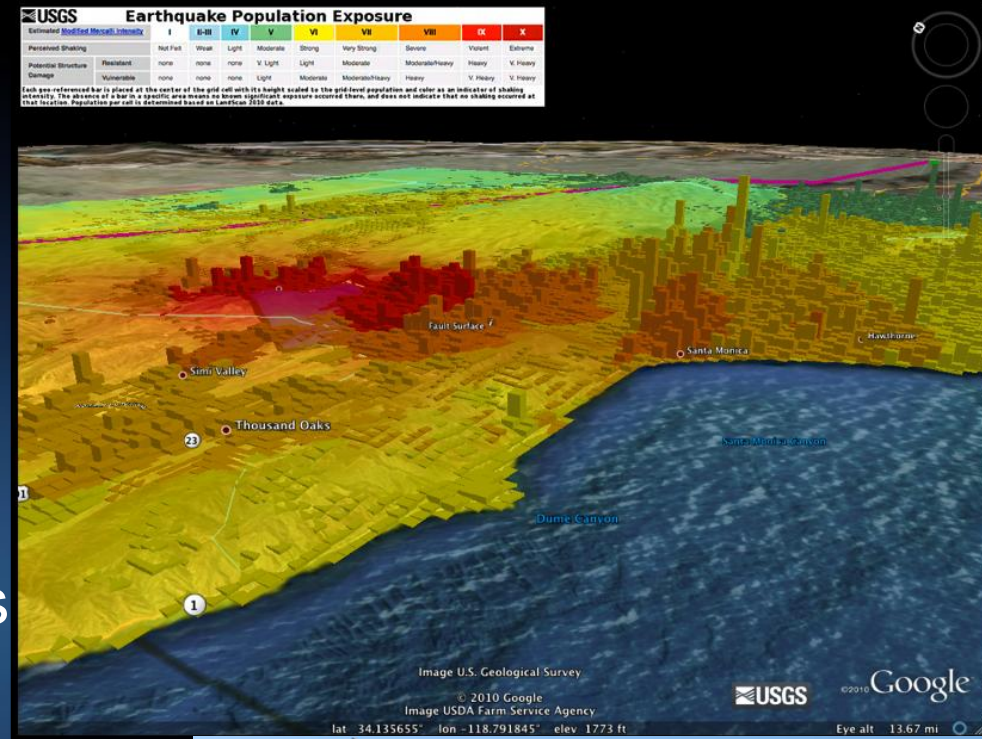 USGS Earthquake Population Exposure
Estimated Modified Mercalli Intensity I II-III IV V VI VII VIII IX X
Perceived Shaking Not Felt Weak Light Moderate Strong Very Strong Severe Violent Extreme
Potential Structure Damage
Resistant none none none V. Light Light Moderate Moderate/Heavy Heavy V. Heavy
Vulnerable none none none Light Moderate Moderate/Heavy Heavy V. Heavy V. Heavy
Each geo-referenced bar is placed at the center of the grid cell with its height scaled to the grid-level population and color as an indicator of shaking
intensity. The absence of a bar in a specific area means no known significant exposure occurred there, and does not indicate that no shaking occurred at
that location. Population per cell is determined based on LandScan 2010 data.
Fault Surface
Hawthorne
Santa Monica
Simi Valley
Thousand Oaks
23
Santa Monica Canyon
Dume Canyon
1
s
Image U.S. Geological Survey
© 2010 Google
Image USDA Farm Service Agency
USGS
©2010 Google
lat 34.135655° lon -118.791845° elev 1773 ft
Eye alt 13.67 mi